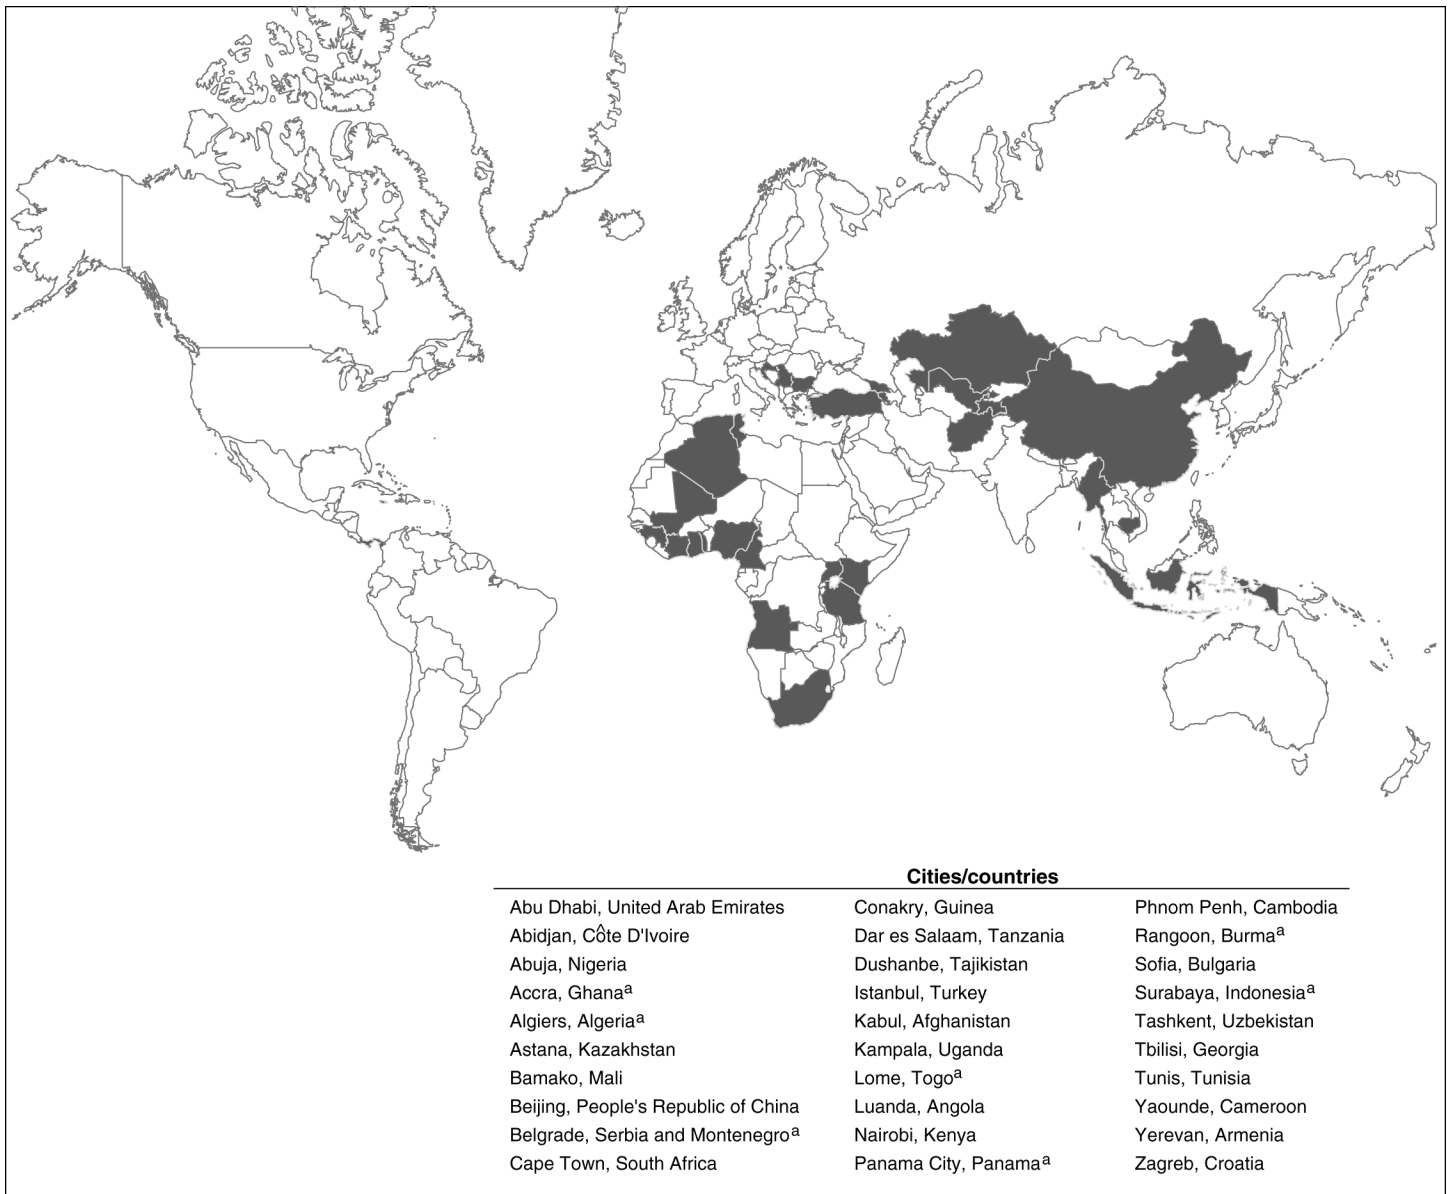 Cities/countries
Abu Dhabi, United Arab Emirates
Abidjan, Côte D'Ivoire
Abuja, Nigeria
Accra, Ghanaa
Algiers, Algeriaa
Astana, Kazakhstan
Bamako, Mali
Beijing, People's Republic of China
Belgrade, Serbia and Montenegroa
Cape Town, South Africa
Conakry, Guinea
Dar es Salaam, Tanzania
Dushanbe, Tajikistan
Istanbul, Turkey
Kabul, Afghanistan
Kampala, Uganda
Lome, Togoa
Luanda, Angola
Nairobi, Kenya
Panama City, Panamaa
Phnom Penh, Cambodia
Rangoon, Burmaa
Sofia, Bulgaria
Surabaya, Indonesiaa
Tashkent, Uzbekistan
Tbilisi, Georgia
Tunis, Tunisia
Yaounde, Cameroon
Yerevan, Armenia
Zagreb, Croatia